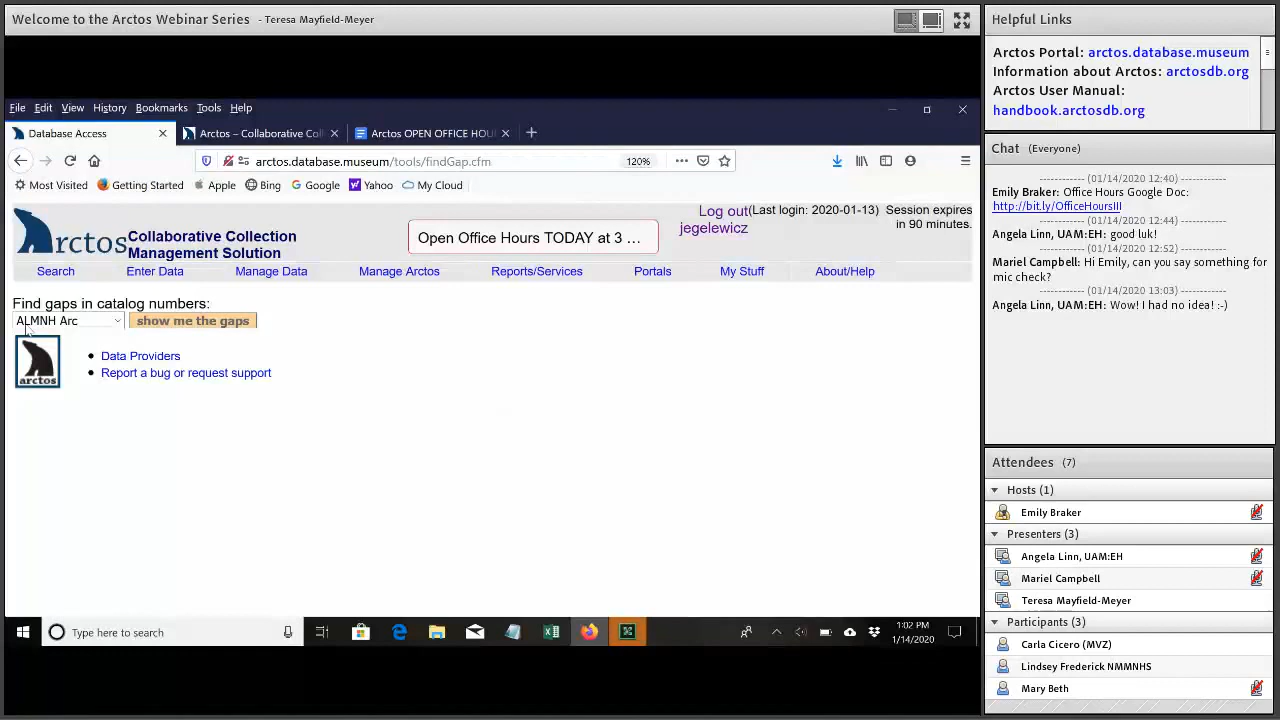 Welcome to the Arctos Webinar Series - Teresa Mayfield-Meyer
File Edit View History Bookmarks Tools Help
Database Access
Arctos – Collaborative Col
Arctos OPEN OFFICE HOU
arctos.database.museum/tools/findGap.cfm
120%
Most Visited Getting Started Apple Bing Google Yahoo My Cloud
Arctos
Collaborative Collection
Management Solution
Open Office Hours TODAY at 3 ...
Log out(Last login: 2020-01-13) Session expires
jegelewicz in 90 minutes.
Search Enter Data Manage Data Manage Arctos Reports/Services Portals My Stuff About/Help
Find gaps in catalog numbers:
ALMNH Arc show me the gaps
arctos
Data Providers
Report a bug or request support
Type here to search
1:02 PM
1/14/2020
Helpful Links
Arctos Portal: arctos.database.museum
Information about Arctos: arctosdb.org
Arctos User Manual:
handbook.arctosdb.org
Chat (Everyone)
------------ (01/14/2020 12:40) ------------
Emily Braker: Office Hours Google Doc:
http://bit.ly/OfficeHoursIII
------------ (01/14/2020 12:44) ------------
Angela Linn, UAM:EH: good luk!
------------ (01/14/2020 12:52) ------------
Mariel Campbell: Hi Emily, can you say something for
mic check?
------------ (01/14/2020 13:03) ------------
Angela Linn, UAM:EH: Wow! I had no idea! :-)
Attendees (7)
Hosts (1)
Emily Braker
Presenters (3)
Angela Linn, UAM:EH
Mariel Campbell
Teresa Mayfield-Meyer
Participants (3)
Carla Cicero (MVZ)
Lindsey Frederick NMMNHS
Mary Beth